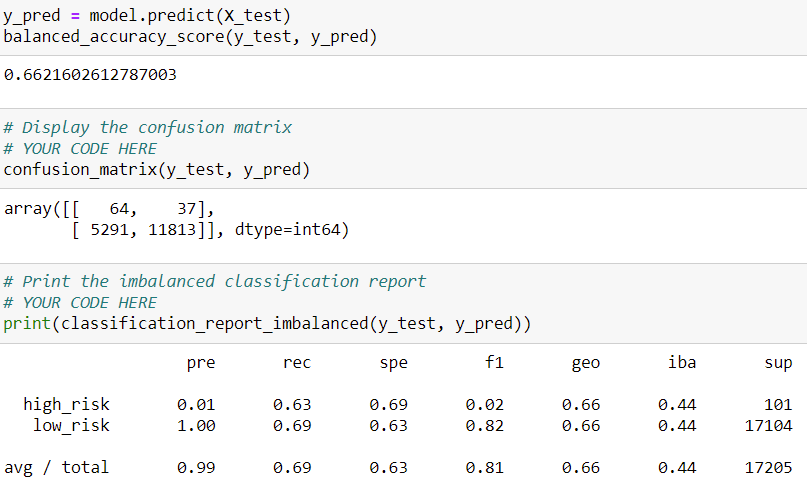 y_pred = model.predict(X_test)
balanced_accuracy_score(y_test, y_pred)
0.6621602612787003
# Display the confusion matrix
# YOUR CODE HERE
confusion_matrix(y_test, y_pred)
array([[   64,    37],
       [ 5291, 11813]], dtype=int64)
# Print the imbalanced classification report
# YOUR CODE HERE
print(classification_report_imbalanced(y_test, y_pred))
pre rec spe f1 geo iba sup
high_risk 0.01 0.63 0.69 0.02 0.66 0.44 101
low_risk 1.00 0.69 0.63 0.82 0.66 0.44 17104
avg / total 0.99 0.69 0.63 0.81 0.66 0.44 17205